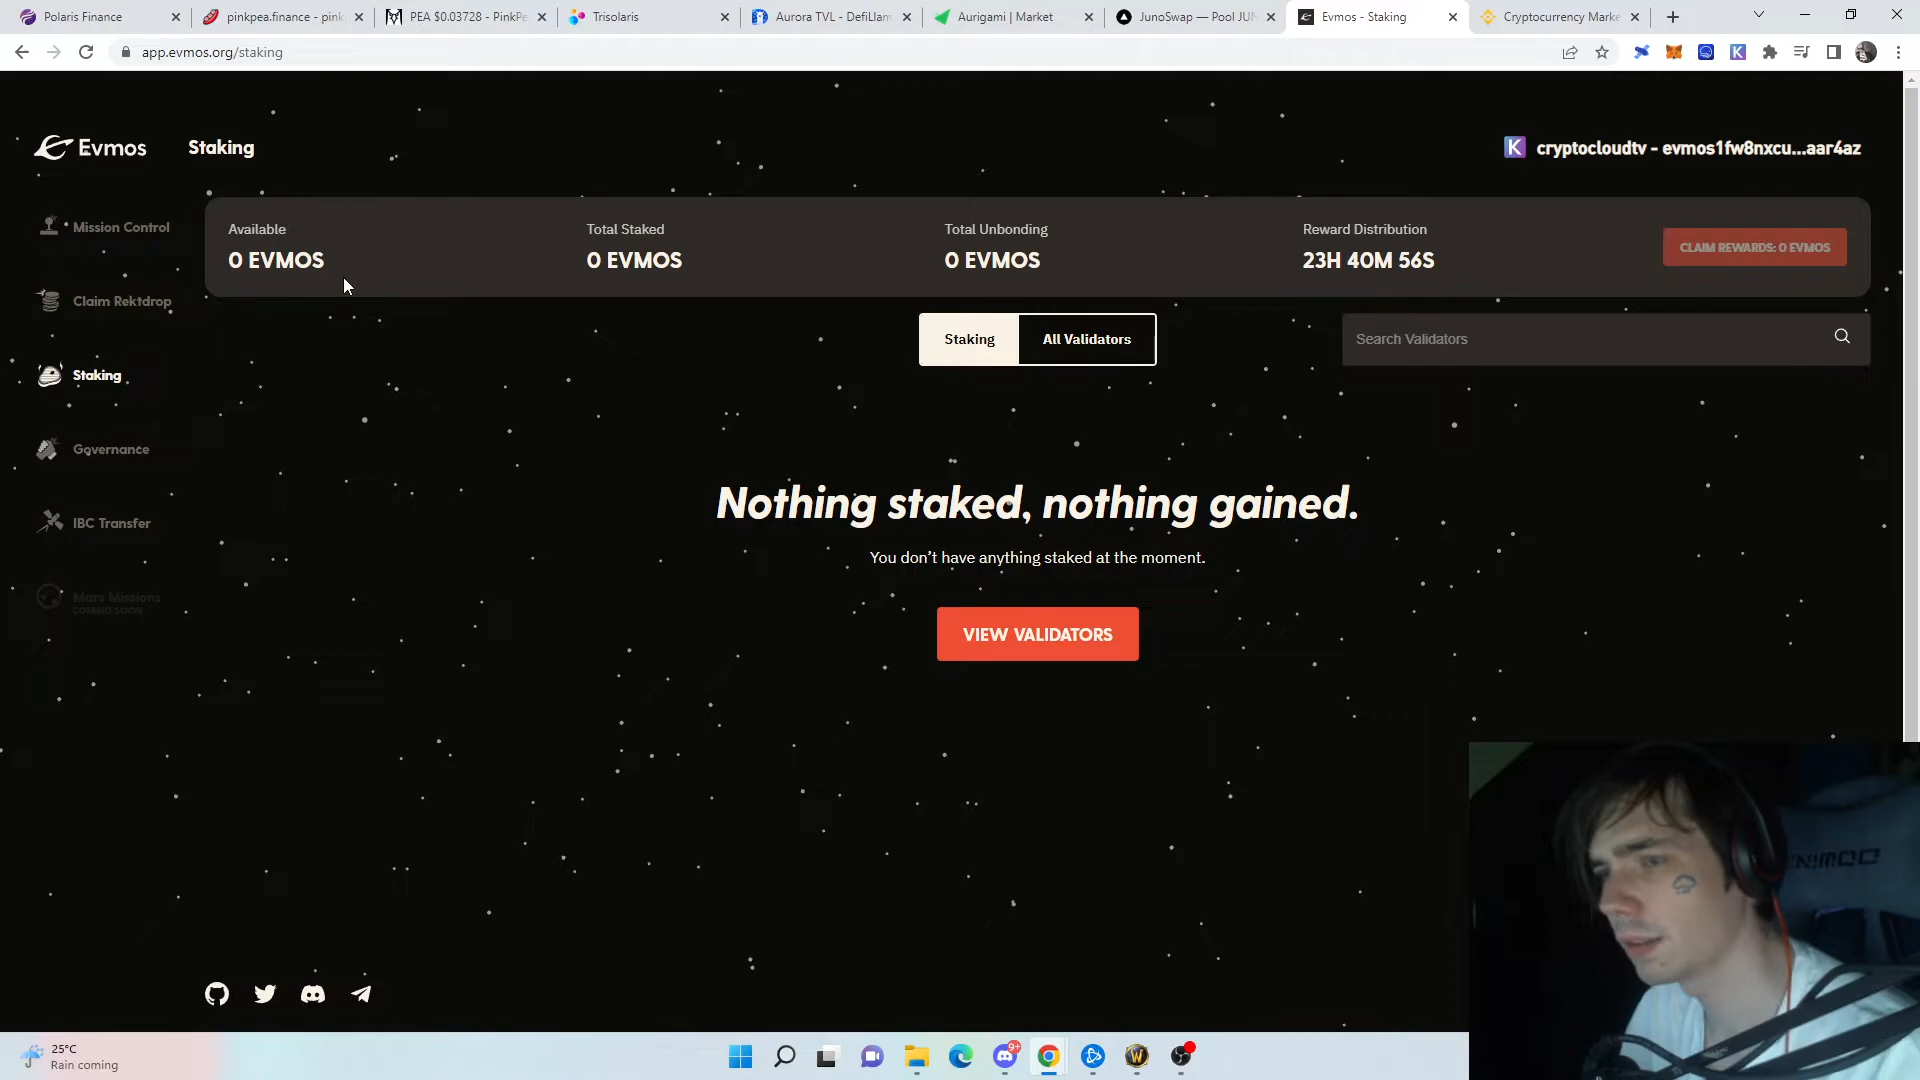 Polaris Finance
pinkpea.finance - pink
PEA $0.03728 - PinkPe
Trisolaris
Aurora TVL - DefiLlam
Aurigami | Market
JunoSwap — Pool JUN
Evmos - Staking
Cryptocurrency Marke
app.evmos.org/staking
Evmos
Staking
K cryptocloudtv - evmos1fw8nxcu...aar4az
Mission Control
Claim Rektdrop
Staking
Governance
IBC Transfer
Mars Missions
COMING SOON
Available
0 EVMOS
Total Staked
0 EVMOS
Total Unbonding
0 EVMOS
Reward Distribution
23H 40M 56S
CLAIM REWARDS: 0 EVMOS
Staking
All Validators
Search Validators
Nothing staked, nothing gained.
You don't have anything staked at the moment.
VIEW VALIDATORS
25°C
Rain coming
9+